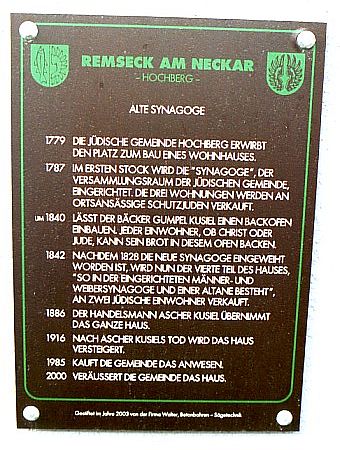 REMSECK AM NECKAR
– HOCHBERG –
ALTE SYNAGOGE
1779 DIE JÜDISCHE GEMEINDE HOCHBERG ERWIRBT
DEN PLATZ ZUM BAU EINES WOHNHAUSES.
1787 IM ERSTEN STOCK WIRD DIE "SYNAGOGE", DER
VERSAMMLUNGSRAUM DER JÜDISCHEN GEMEINDE,
EINGERICHTET. DIE DREI WOHNUNGEN WERDEN AN
ORTSANSÄSSIGE SCHUTZJUDEN VERKAUFT.
UM 1840 LÄSST DER BÄCKER GUMPEL KUSIEL EINEN BACKOFEN
EINBAUEN. JEDER EINWOHNER, OB CHRIST ODER
JUDE, KANN SEIN BROT IN DIESEM OFEN BACKEN.
1842 NACHDEM 1828 DIE NEUE SYNAGOGE EINGEWEIHT
WORDEN IST, WIRD NUN DER VIERTE TEIL DES HAUSES,
"SO IN DER EINGERICHTETEN MÄNNER- UND
WEIBERSYNAGOGE UND EINER ALTANE BESTEHT",
AN ZWEI JÜDISCHE EINWOHNER VERKAUFT.
1886 DER HANDELSMANN ASCHER KUSIEL ÜBERNIMMT
DAS GANZE HAUS.
1916 NACH ASCHER KUSIELS TOD WIRD DAS HAUS
VERSTEIGERT.
1985 KAUFT DIE GEMEINDE DAS ANWESEN.
2000 VERÄUSSERT DIE GEMEINDE DAS HAUS.
Gestiftet im Jahre 2003 von der Firma Walter, Betonbohren - Sägetechnik